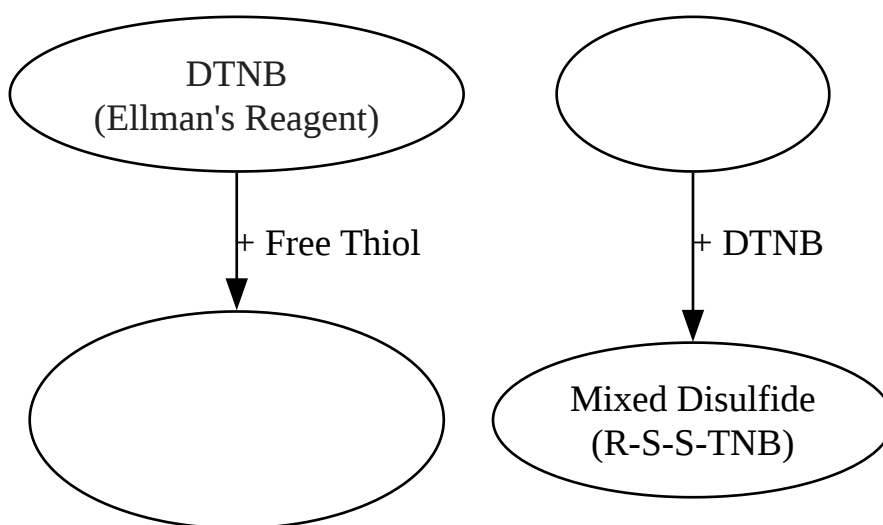 DTNB
(Ellman's Reagent)
+ Free Thiol
+ DTNB
Mixed Disulfide
(R-S-S-TNB)